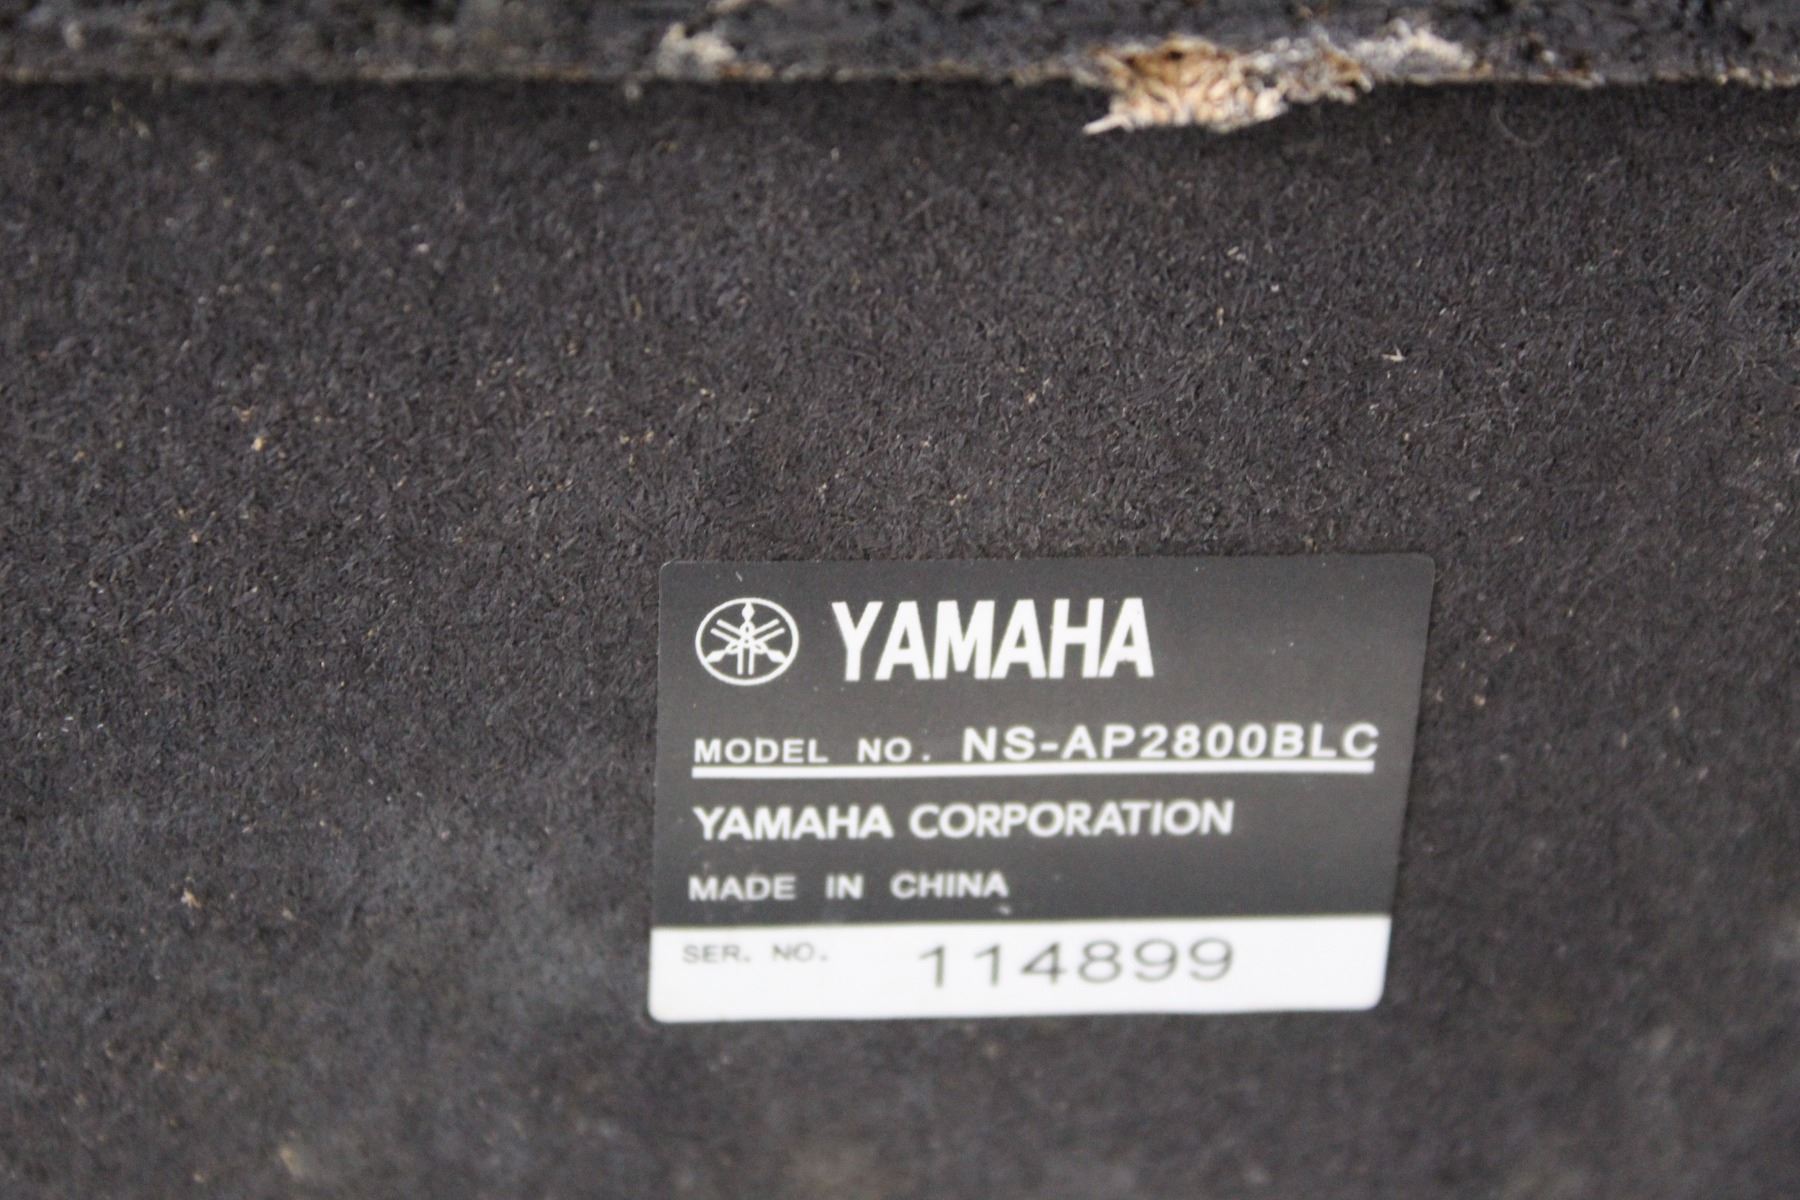 YAMAHA
MODEL NO. NS-AP2800BLC
YAMAHA CORPORATION
MADE IN CHINA
SER. NO. 114899